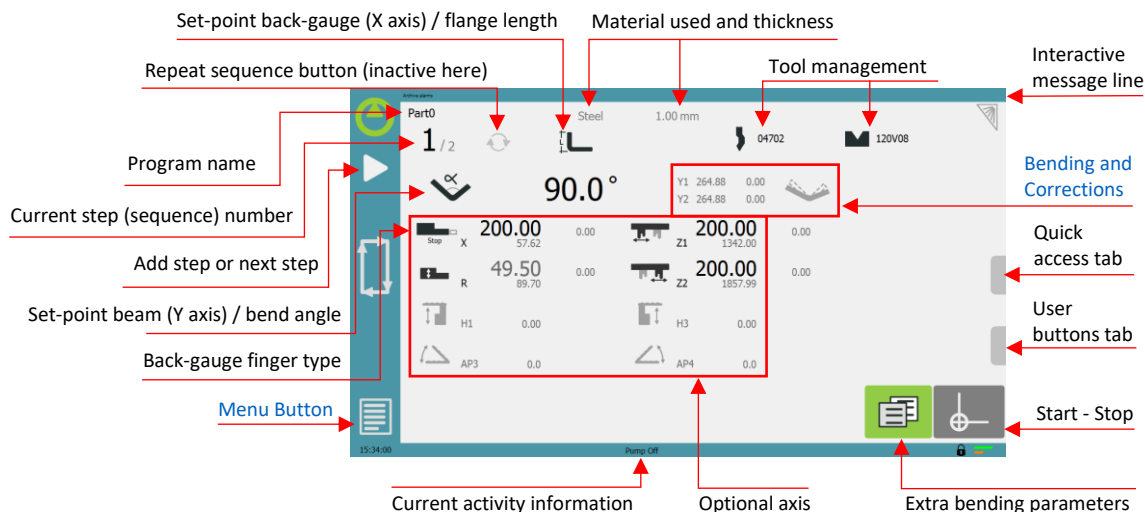 Set-point back-gauge (X axis) / flange length
Material used and thickness
Repeat sequence button (inactive here)
Tool management
Interactive
message line
Archive alarms
Part0
Steel
1.00 mm
1 / 2
04702
120V08
Program name
α
90.0°
Y1 264.88 0.00
Y2 264.88 0.00
Bending and
Corrections
Current step (sequence) number
Stop X 200.00 57.62 0.00
Z1 200.00 1342.00 0.00
Quick
access tab
Add step or next step
R 49.50 89.70 0.00
Z2 200.00 1857.99 0.00
Set-point beam (Y axis) / bend angle
H1 0.00
H3 0.00
User
buttons tab
Back-gauge finger type
AP3 0.0
AP4 0.0
Menu Button
Start - Stop
15:34:00
Pump Off
Current activity information
Optional axis
Extra bending parameters